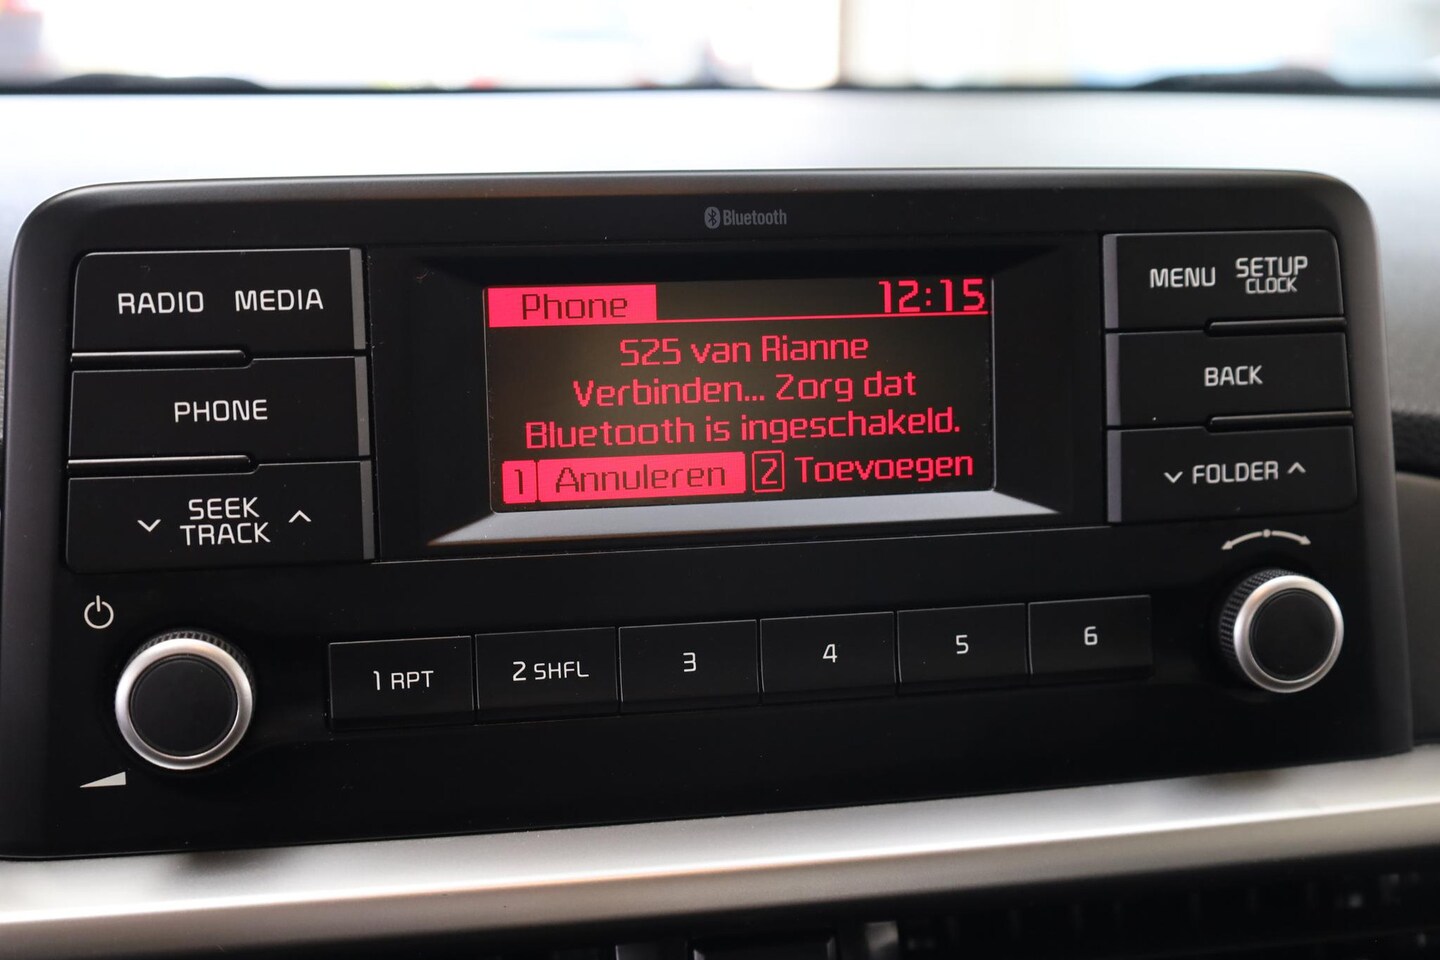 Bluetooth
RADIO MEDIA
PHONE
SEEK
TRACK
Phone 12:15
S25 van Rianne
Verbinden... Zorg dat
Bluetooth is ingeschakeld.
1 Annuleren 2 Toevoegen
MENU SETUP
CLOCK
BACK
FOLDER
1 RPT 2 SHFL 3 4 5 6